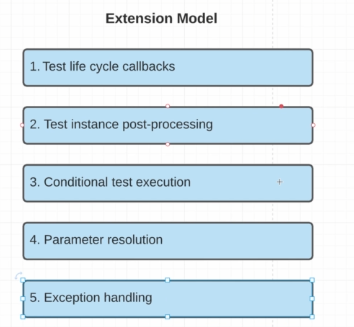 Extension Model
1. Test life cycle callbacks
2. Test instance post-processing
3. Conditional test execution
4. Parameter resolution
5. Exception handling